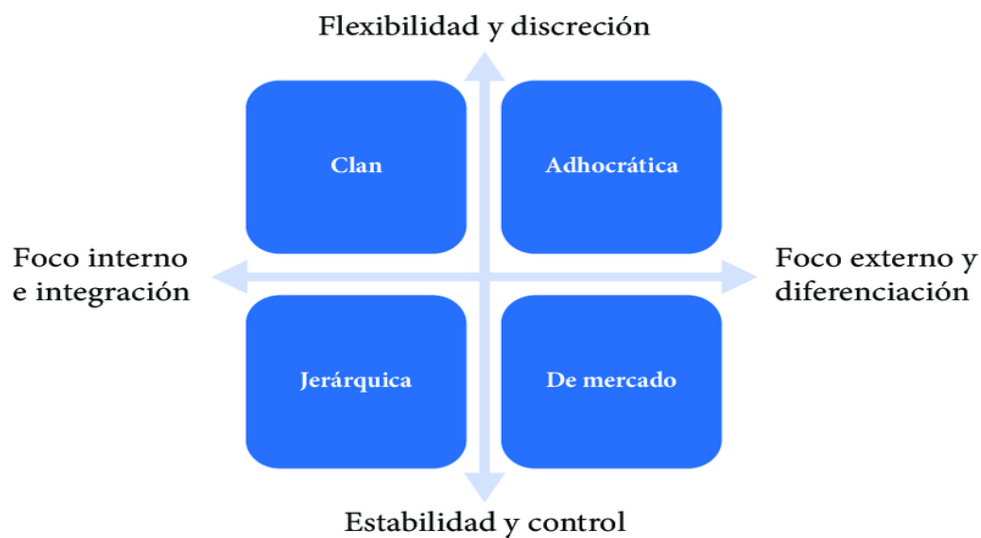 Flexibilidad y discreción
Clan
Adhocrática
Foco interno
e integración
Foco externo y
diferenciación
Jerárquica
De mercado
Estabilidad y control